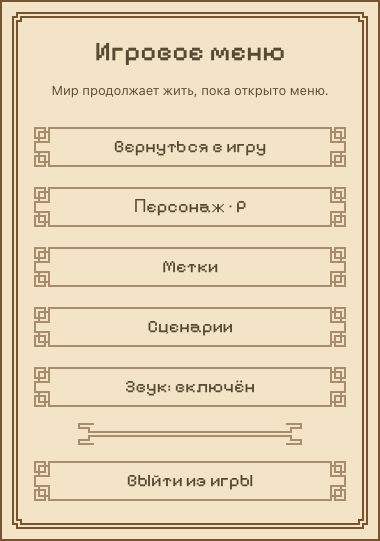 Игровое меню
Мир продолжает жить, пока открыто меню.
Вернуться в игру
Персонаж · P
Метки
Сценарии
Звук: включён
Выйти из игры